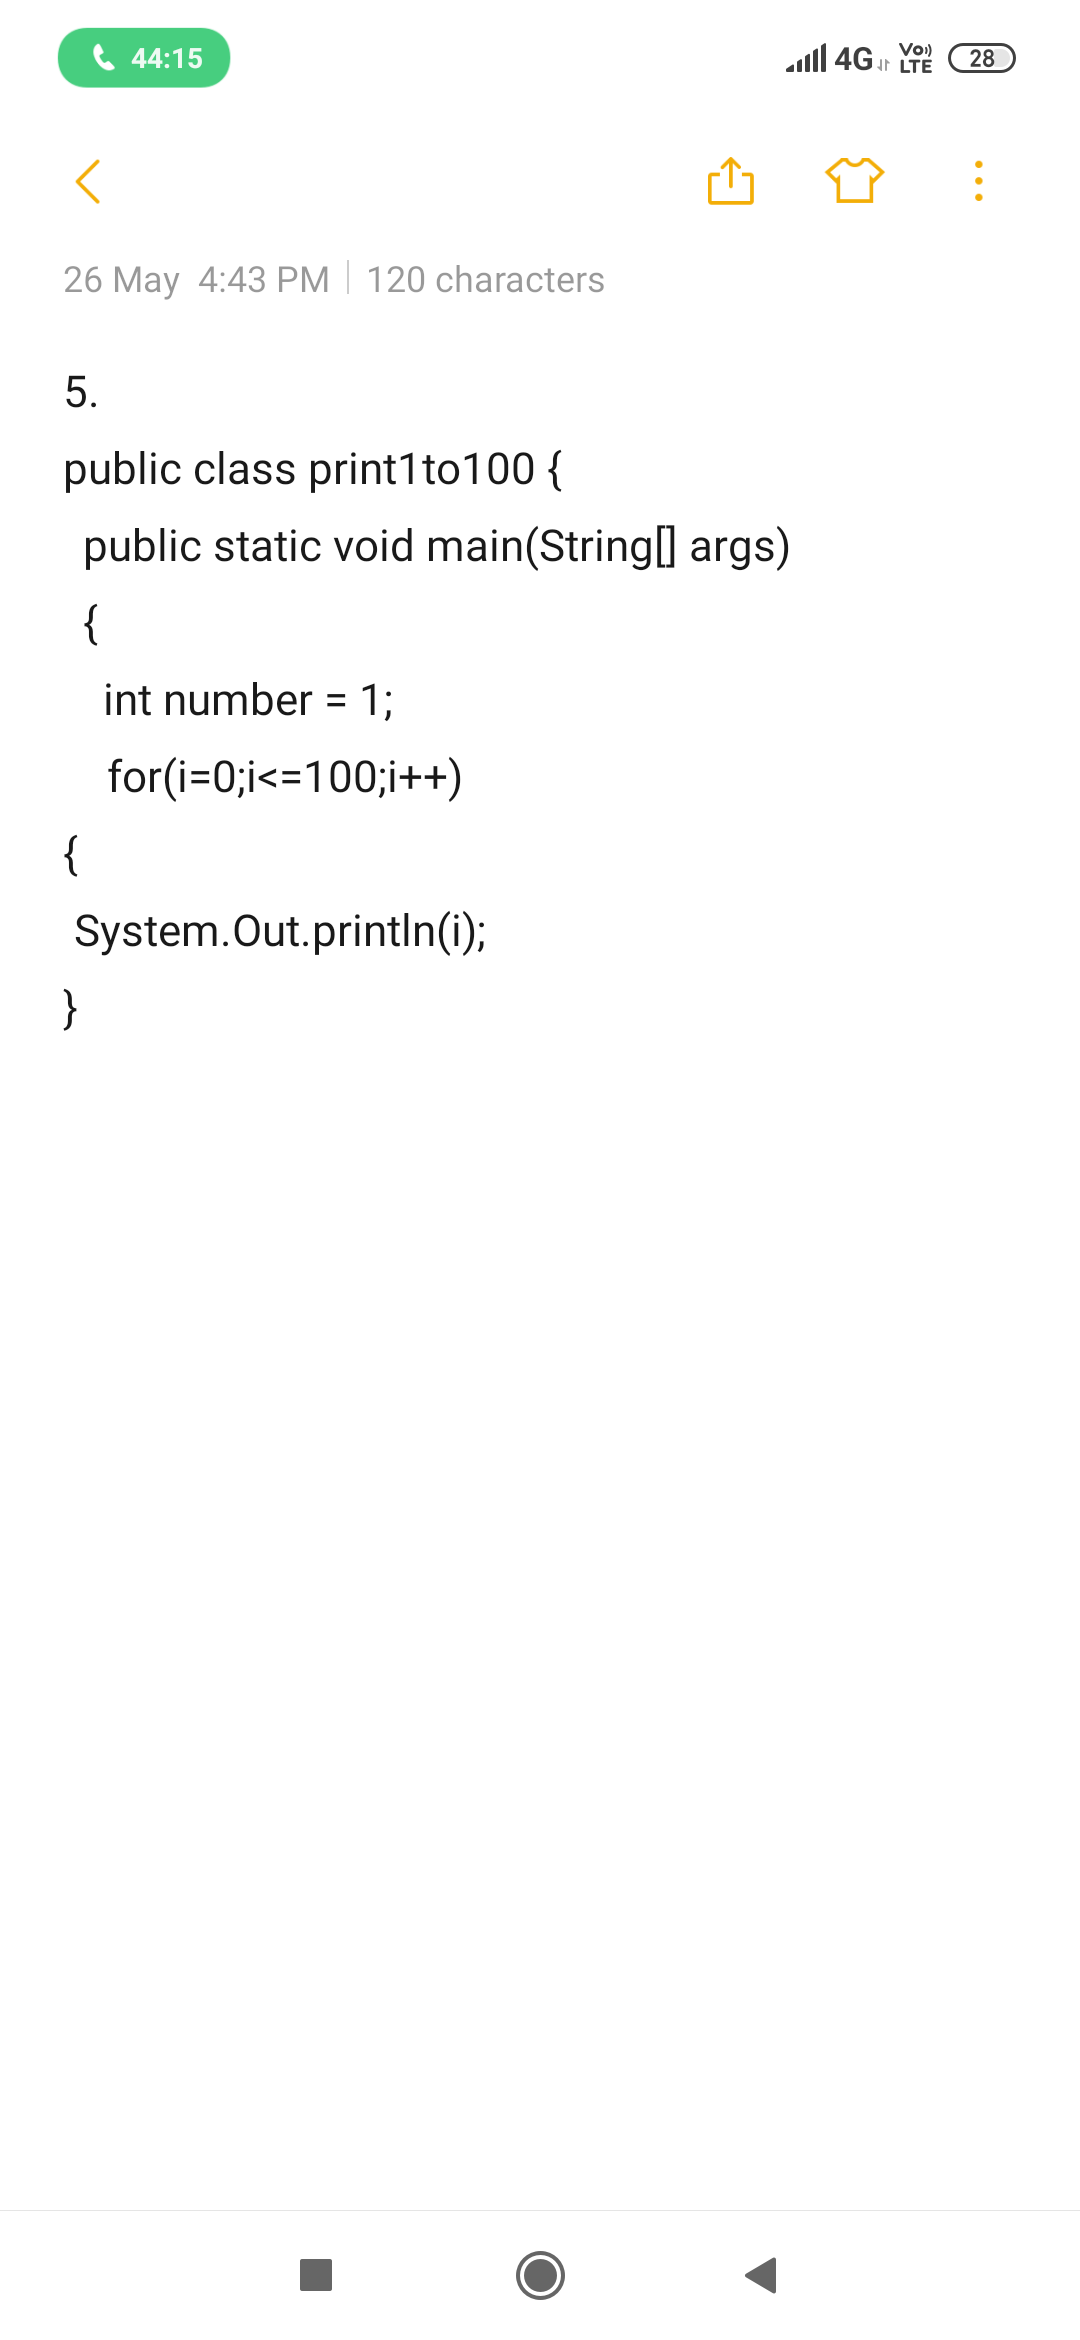 44:15 4G Vo LTE 28
26 May 4:43 PM | 120 characters
5.
public class print1to100 {
public static void main(String[] args)
{
int number = 1;
for(i=0;i<=100;i++)
{
System.Out.println(i);
}